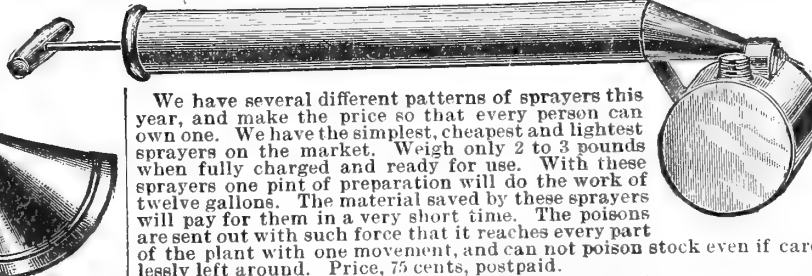 We have several different patterns of sprayers this
year, and make the price so that every person can
own one. We have the simplest, cheapest and lightest
sprayers on the market. Weigh only 2 to 3 pounds
when fully charged and ready for use. With these
sprayers one pint of preparation will do the work of
twelve gallons. The material saved by these sprayers
will pay for them in a very short time. The poisons
are sent out with such force that it reaches every part
of the plant with one movement, and can not poison stock even if care-
lessly left around. Price, 75 cents, postpaid.